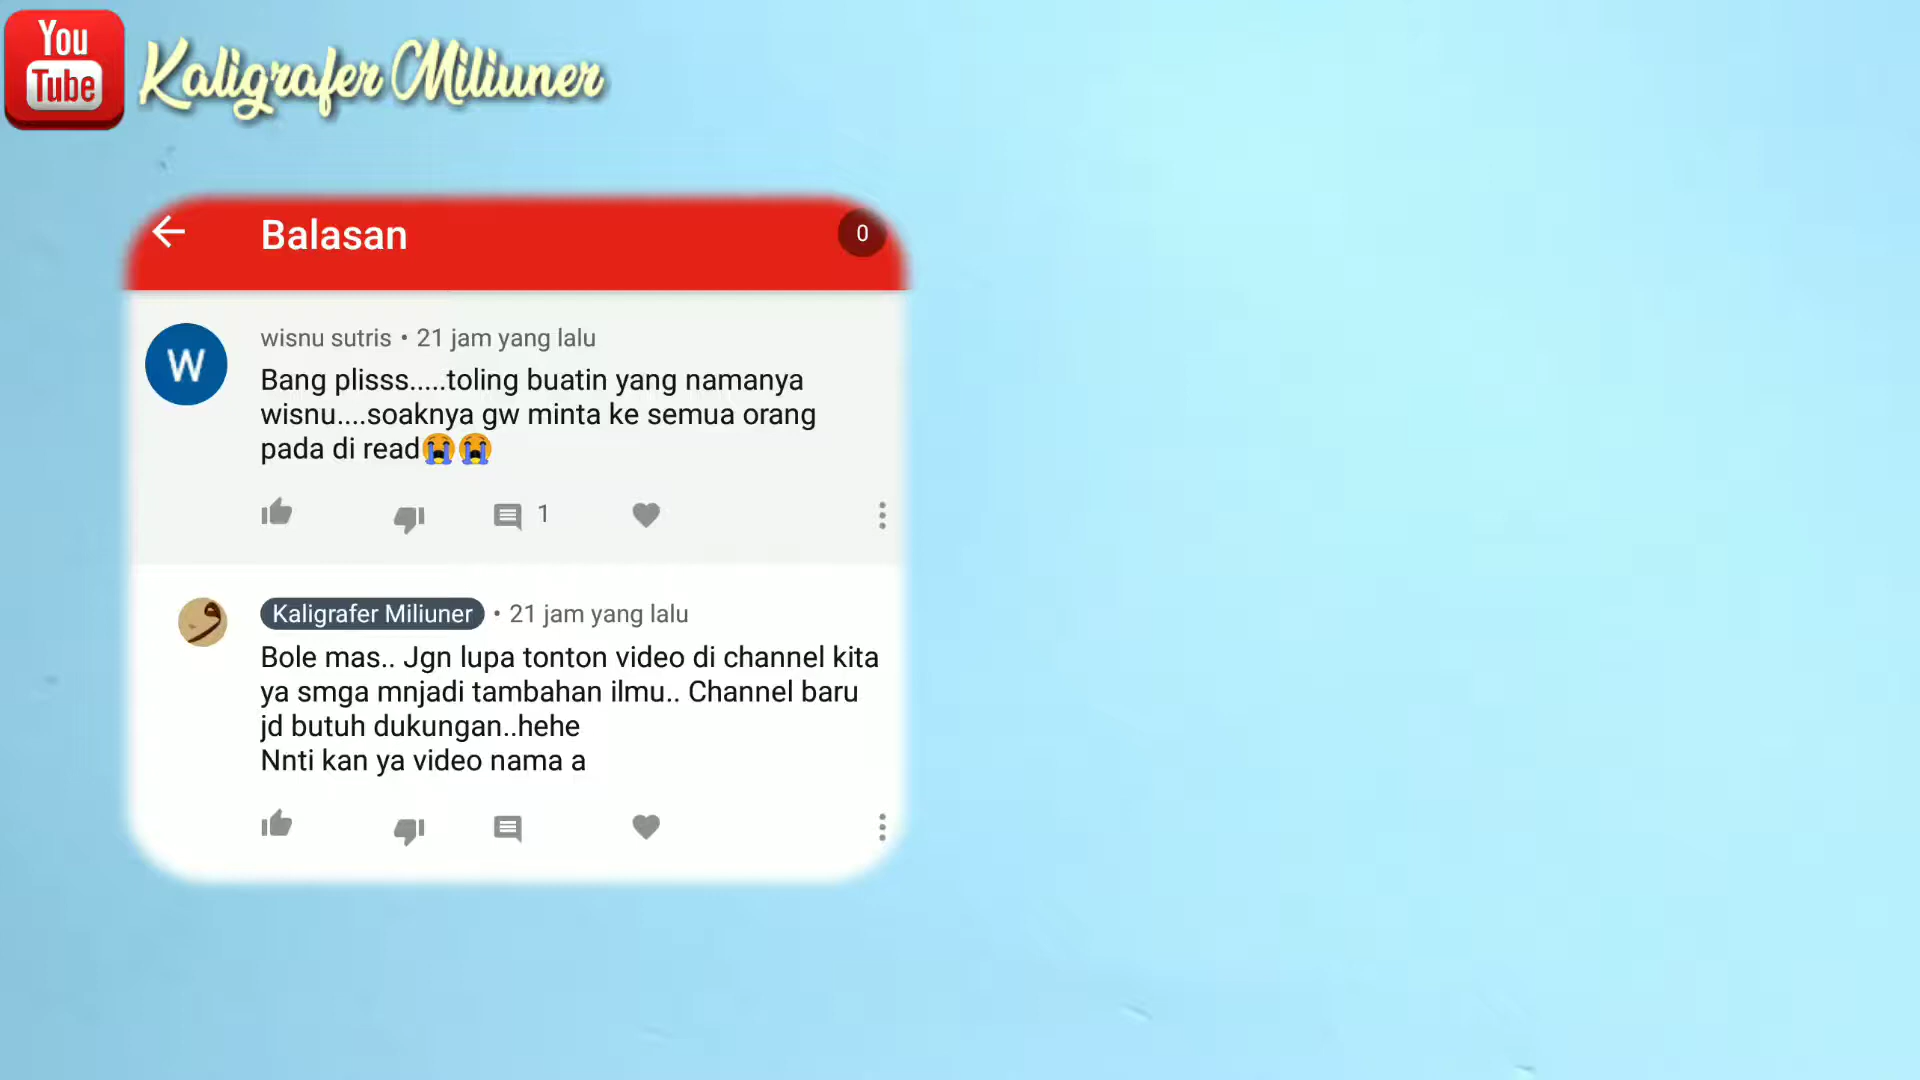 You
Tube
Kaligrafer Miliuner
Balasan
0
wisnu sutris • 21 jam yang lalu
W
Bang plisss.....toling buatin yang namanya
wisnu....soaknya gw minta ke semua orang
pada di read😭😭
1
Kaligrafer Miliuner • 21 jam yang lalu
Bole mas.. Jgn lupa tonton video di channel kita
ya smga mnjadi tambahan ilmu.. Channel baru
jd butuh dukungan..hehe
Nnti kan ya video nama a